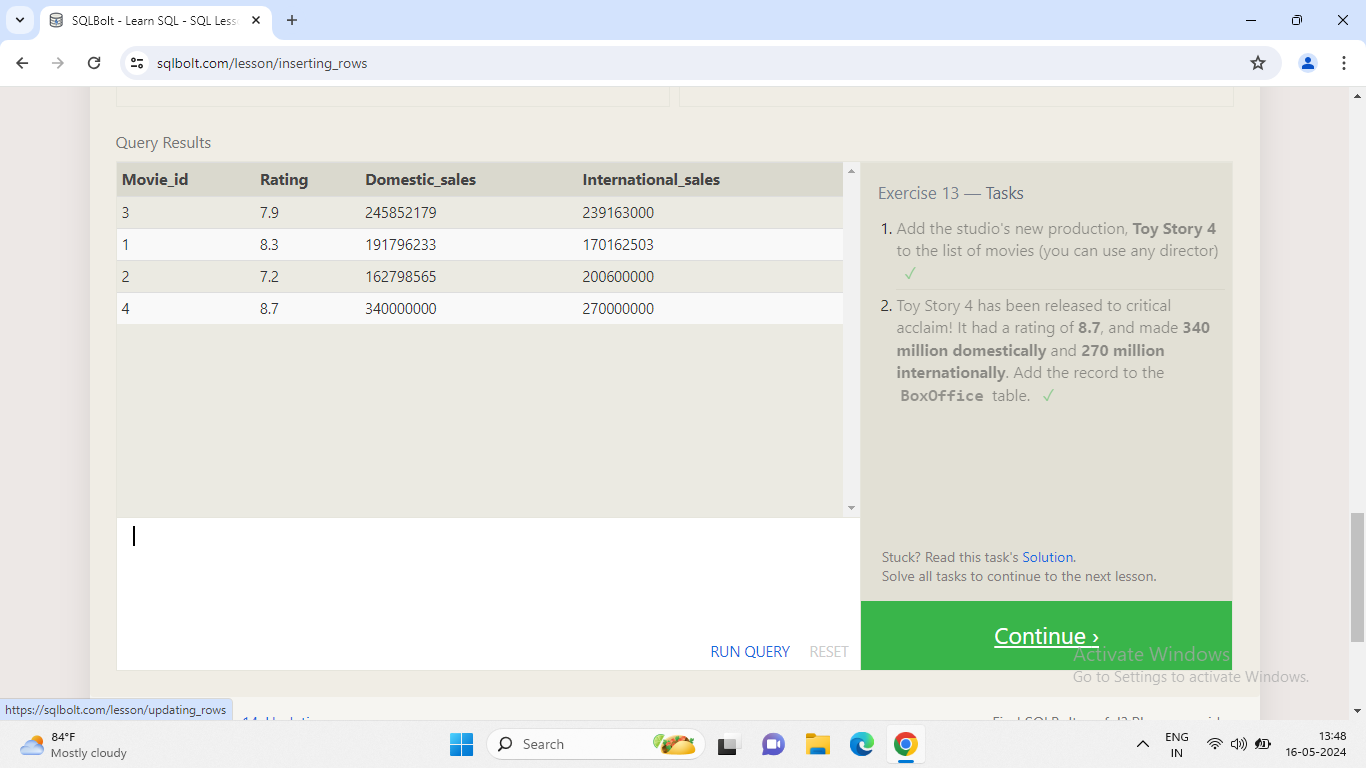 SQLBolt - Learn SQL - SQL Less
sqlbolt.com/lesson/inserting_rows
Query Results
Movie_id Rating Domestic_sales International_sales
3 7.9 245852179 239163000
1 8.3 191796233 170162503
2 7.2 162798565 200600000
4 8.7 340000000 270000000
RUN QUERY RESET
Exercise 13 — Tasks
1. Add the studio's new production, Toy Story 4
to the list of movies (you can use any director)
✓
2. Toy Story 4 has been released to critical
acclaim! It had a rating of 8.7, and made 340
million domestically and 270 million
internationally. Add the record to the
BoxOffice table. ✓
Stuck? Read this task's Solution.
Solve all tasks to continue to the next lesson.
Continue ›
Activate Windows
Go to Settings to activate Windows.
https://sqlbolt.com/lesson/updating_rows
84°F
Mostly cloudy
Search
ENG
IN
13:48
16-05-2024